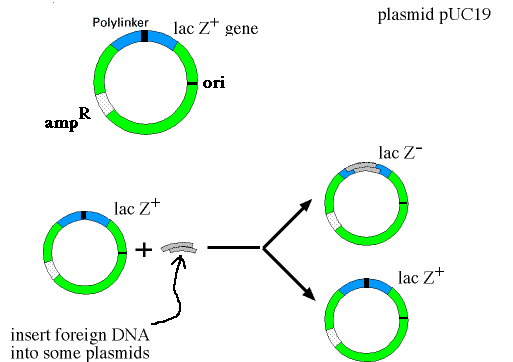 plasmid pUC19
Polylinker
lac Z+ gene
ori
ampR
lac Z-
lac Z+
+
lac Z+
insert foreign DNA
into some plasmids